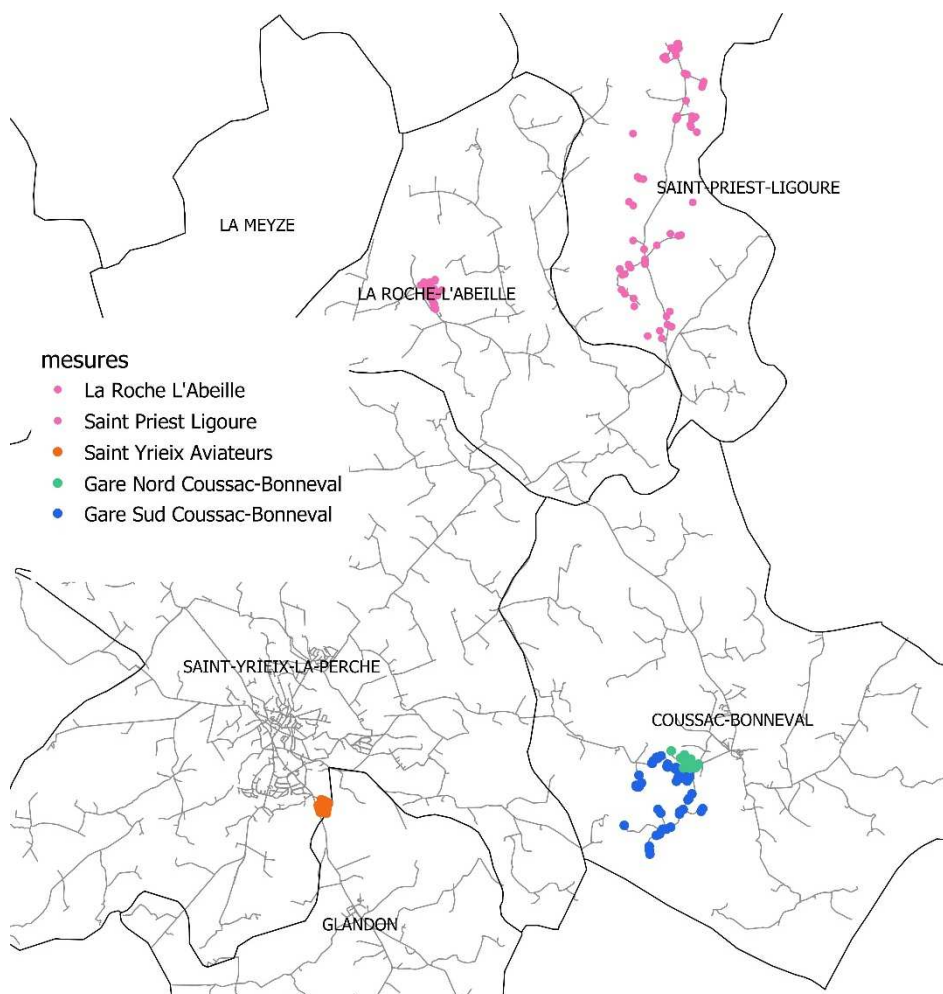 SAINT-PRIEST-LIGOURE
LA MEYZE
LA ROCHE-L'ABEILLE
mesures
La Roche L'Abeille
Saint Priest Ligoure
Saint Yrieix Aviateurs
Gare Nord Coussac-Bonneval
Gare Sud Coussac-Bonneval
SAINT-YRIEIX-LA-PERCHE
COUSSAC-BONNEVAL
GLANDON